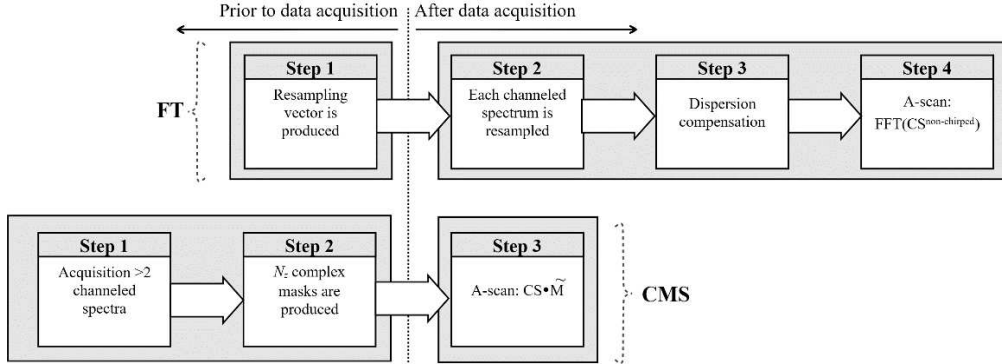 Prior to data acquisition
After data acquisition
FT
Step 1
Resampling
vector is
produced
Step 2
Each channeled
spectrum is
resampled
Step 3
Dispersion
compensation
Step 4
A-scan:
FFT(CS^non-chirped)
Step 1
Acquisition >2
channeled
spectra
Step 2
N_z complex
masks are
produced
Step 3
A-scan: CS•M̃
CMS